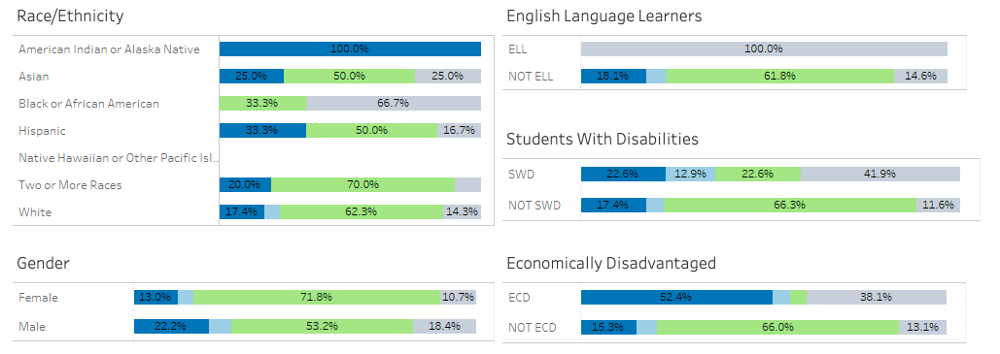 Race/Ethnicity
American Indian or Alaska Native 100.0%
Asian 25.0% 50.0% 25.0%
Black or African American 33.3% 66.7%
Hispanic 33.3% 50.0% 16.7%
Native Hawaiian or Other Pacific Isl..
Two or More Races 20.0% 70.0%
White 17.4% 62.3% 14.3%
Gender
Female 13.0% 71.8% 10.7%
Male 22.2% 53.2% 18.4%
English Language Learners
ELL 100.0%
NOT ELL 18.1% 61.8% 14.6%
Students With Disabilities
SWD 22.6% 12.9% 22.6% 41.9%
NOT SWD 17.4% 66.3% 11.6%
Economically Disadvantaged
ECD 52.4% 38.1%
NOT ECD 15.3% 66.0% 13.1%